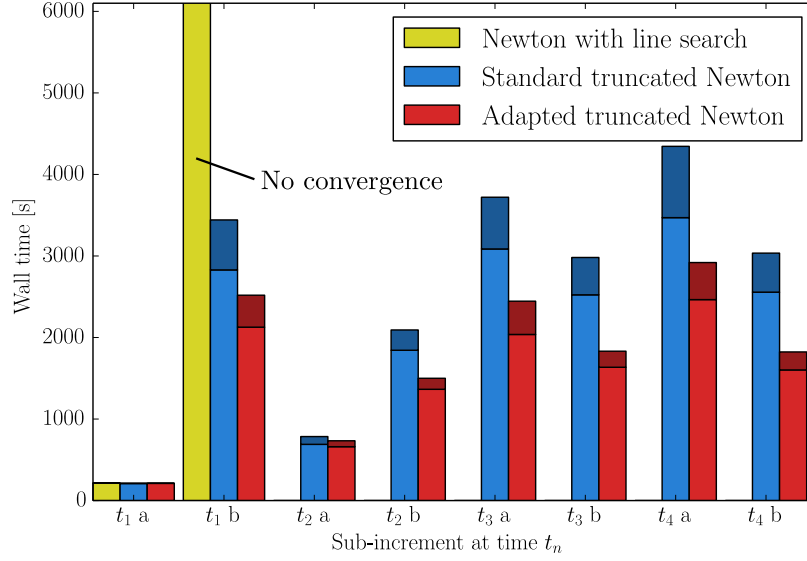 6000
5000
4000
3000
2000
1000
0
Wall time [s]
Newton with line search
Standard truncated Newton
Adapted truncated Newton
No convergence
t₁ a t₁ b t₂ a t₂ b t₃ a t₃ b t₄ a t₄ b
Sub-increment at time tₙ